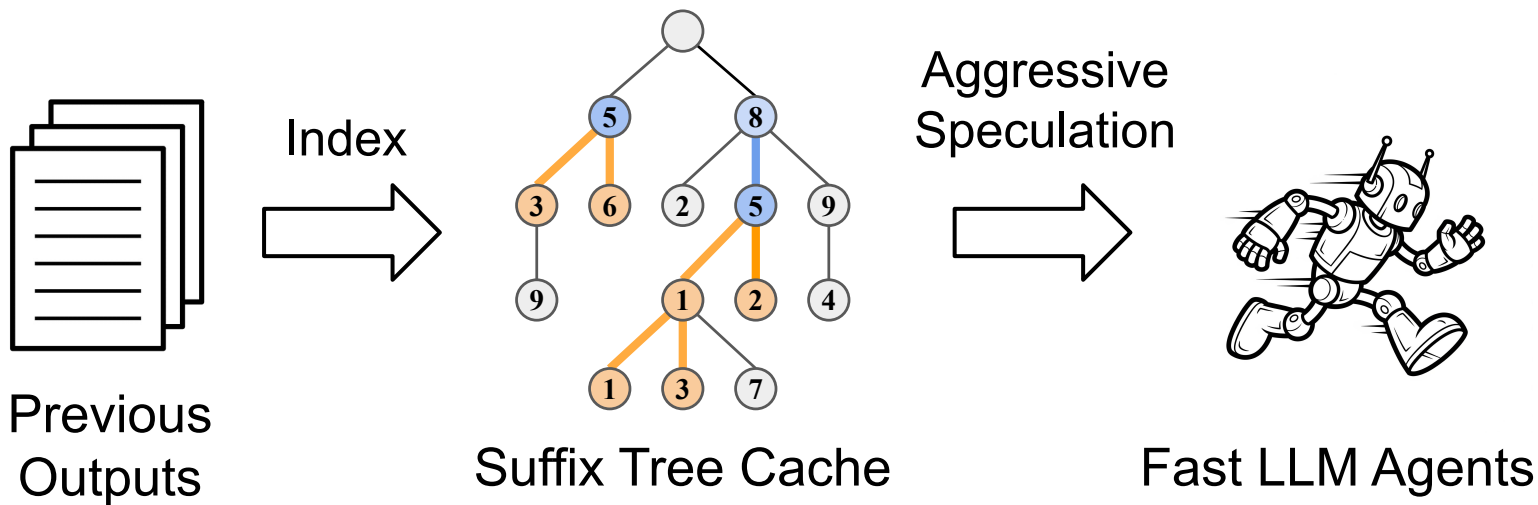 Previous
Outputs
Index
5 8
3 6 2 5 9
9 1 2 4
1 3 7
Suffix Tree Cache
Aggressive
Speculation
Fast LLM Agents